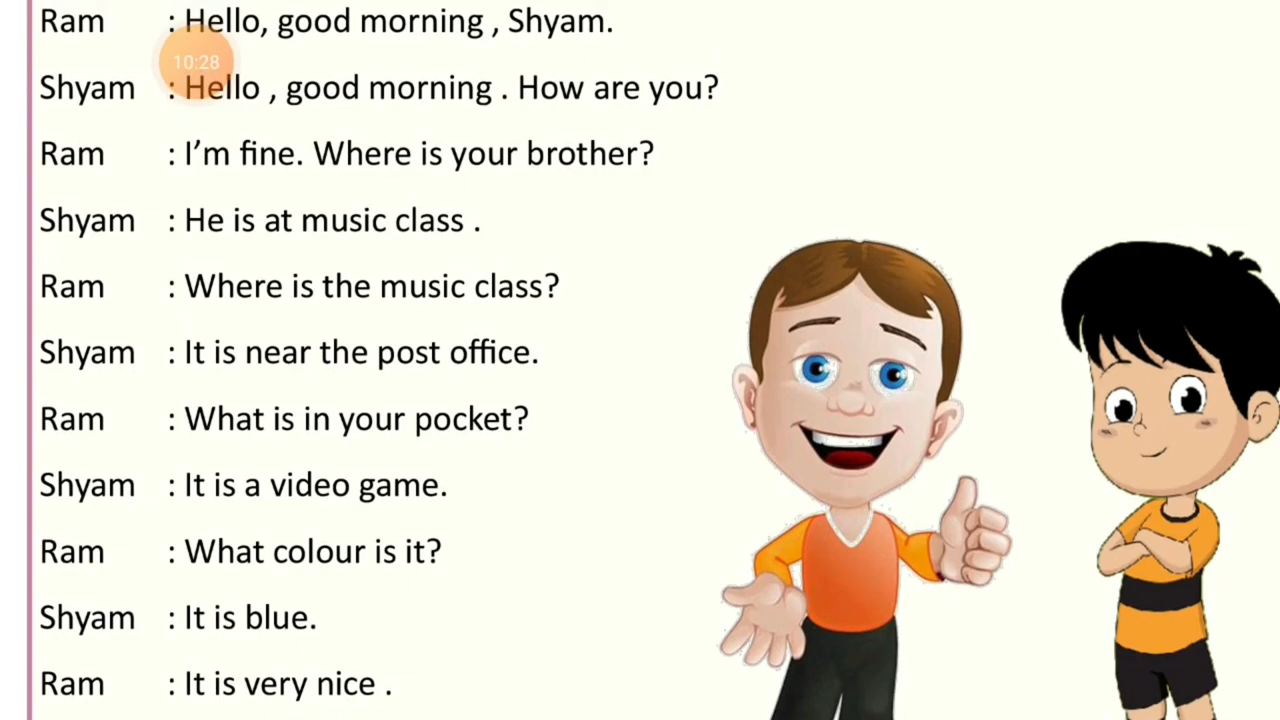 Ram : Hello, good morning , Shyam.
10:28
Shyam : Hello , good morning . How are you?
Ram : I’m fine. Where is your brother?
Shyam : He is at music class .
Ram : Where is the music class?
Shyam : It is near the post office.
Ram : What is in your pocket?
Shyam : It is a video game.
Ram : What colour is it?
Shyam : It is blue.
Ram : It is very nice .